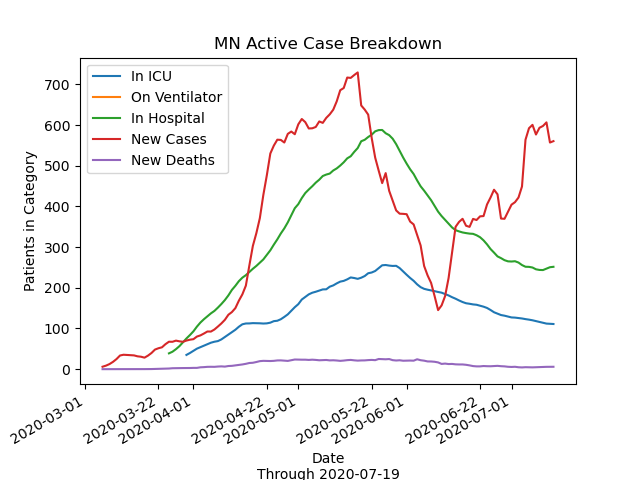 MN Active Case Breakdown
In ICU
On Ventilator
In Hospital
New Cases
New Deaths
Patients in Category
700
600
500
400
300
200
100
0
2020-03-01
2020-03-22
2020-04-01
2020-04-22
2020-05-01
2020-05-22
2020-06-01
2020-06-22
2020-07-01
Date
Through 2020-07-19